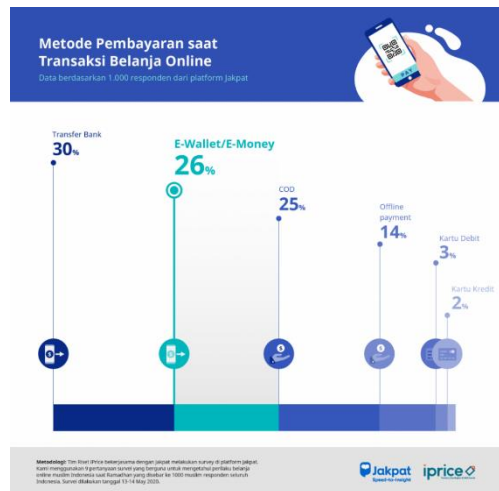 Metode Pembayaran saat
Transaksi Belanja Online
Data berdasarkan 1.000 responden dari platform Jakpat
PAY
Transfer Bank
30%
E-Wallet/E-Money
26%
COD
25%
Offline
payment
14%
Kartu Debit
3%
Kartu Kredit
2%
Metodologi: Tim Riset iPrice bekerjasama dengan Jakpat melakukan survey di platform Jakpat.
Kami menggunakan 9 pertanyaan survei yang berguna untuk mengetahui perilaku belanja
online muslim Indonesia saat Ramadhan yang disebar ke 1000 muslim responden seluruh
Indonesia. Survei dilakukan tanggal 13-14 May 2020.
Jakpat
Speed-to-Insight
iprice